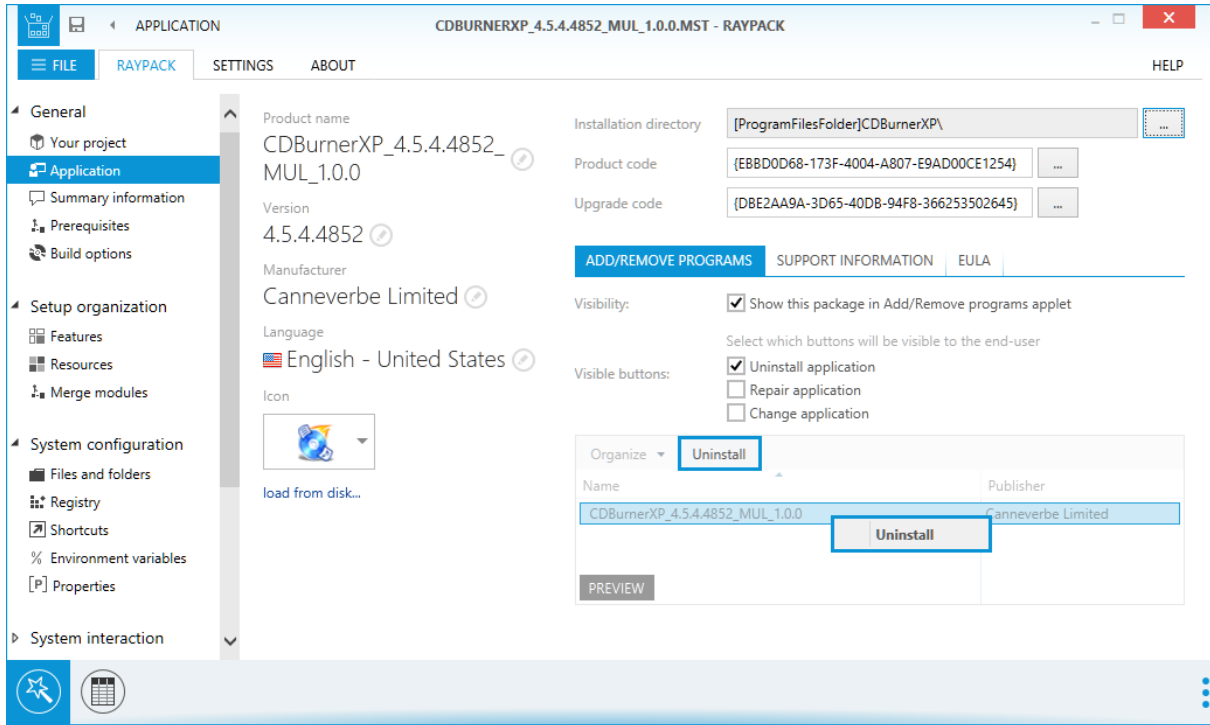 APPLICATION
CDBURNERXP_4.5.4.4852_MUL_1.0.0.MST - RAYPACK
FILE
RAYPACK
SETTINGS
ABOUT
HELP
General
Your project
Application
Summary information
Prerequisites
Build options
Setup organization
Features
Resources
Merge modules
System configuration
Files and folders
Registry
Shortcuts
% Environment variables
[P] Properties
System interaction
Product name
CDBurnerXP_4.5.4.4852_
MUL_1.0.0
Version
4.5.4.4852
Manufacturer
Canneverbe Limited
Language
English - United States
Icon
load from disk...
Installation directory
[ProgramFilesFolder]CDBurnerXP\
...
Product code
{EBBD0D68-173F-4004-A807-E9AD00CE1254}
...
Upgrade code
{DBE2AA9A-3D65-40DB-94F8-366253502645}
...
ADD/REMOVE PROGRAMS
SUPPORT INFORMATION
EULA
Visibility:
Show this package in Add/Remove programs applet
Select which buttons will be visible to the end-user
Visible buttons:
Uninstall application
Repair application
Change application
Organize
Uninstall
Name
Publisher
CDBurnerXP_4.5.4.4852_MUL_1.0.0
Canneverbe Limited
Uninstall
PREVIEW